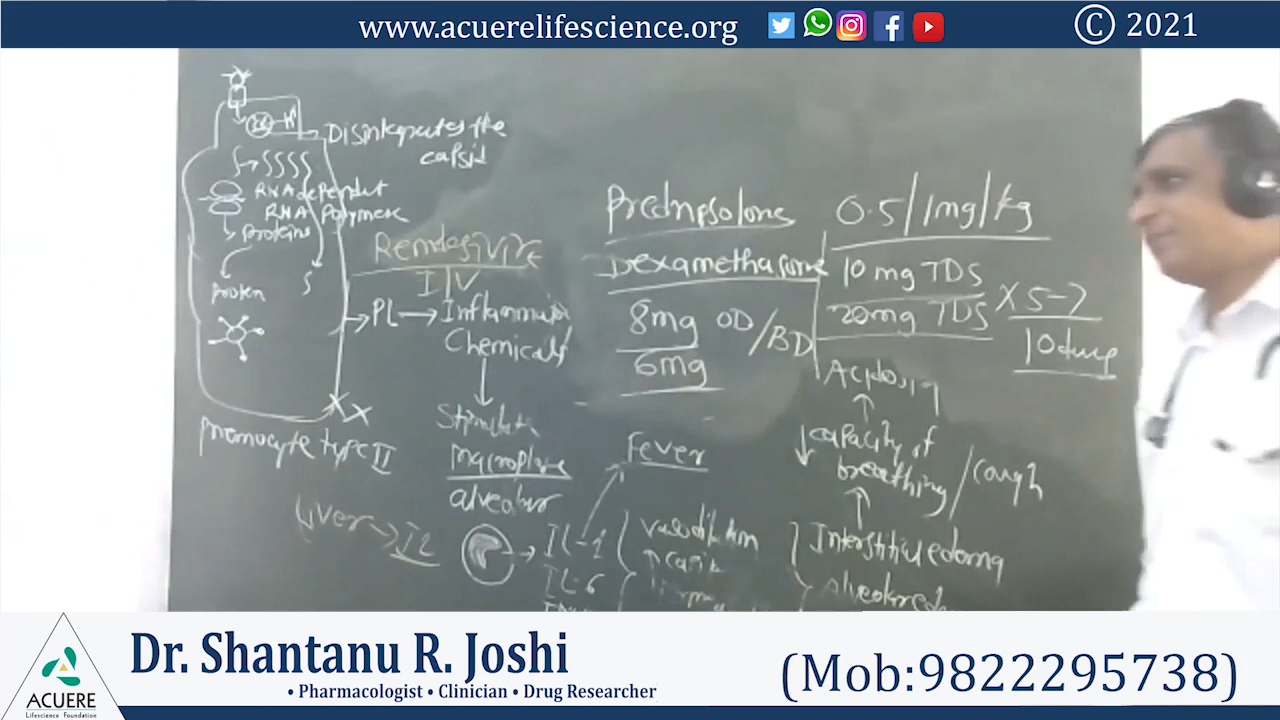 www.acuerelifescience.org
© 2021
Disintegrates the
capsid
RNA dependent
RNA Polymerase
Proteins
Protein
Remdesivire
I/V
PL → Inflammatory
Chemicals
Stimulate
macrophage
alveolar
Pnemocyte type II
Liver →
IL-1
IL-6
Fever
Prednisolone 0.5/1mg/kg
Dexamethasone
8mg OD/BD
6mg
10 mg TDS
20mg TDS
X 5-7
10 days
Acidosis
↑
↓ capacity of
breathing / cough
↑
Interstitial edema
vasodilation
Dr. Shantanu R. Joshi
• Pharmacologist • Clinician • Drug Researcher
(Mob:9822295738)
ACUERE
Lifescience Foundation